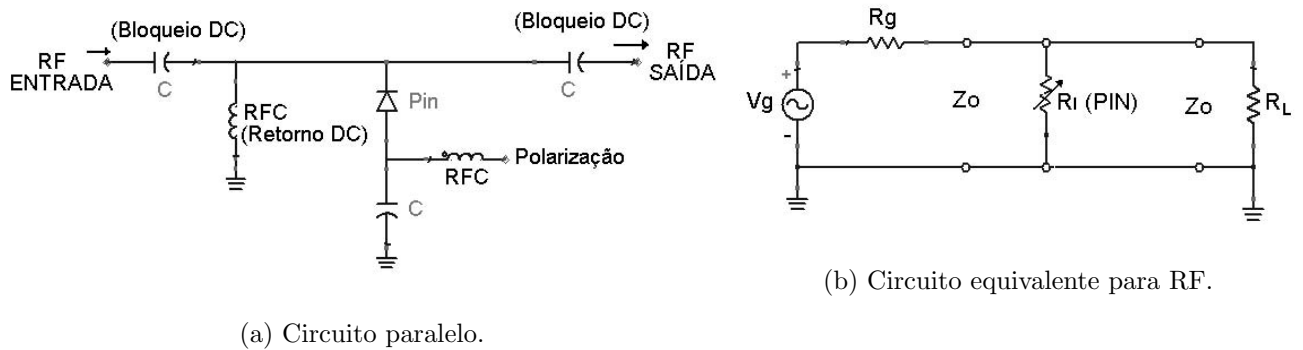 (Bloqueio DC)
(Bloqueio DC)
RF
ENTRADA
C
C
RF
SAÍDA
RFC
(Retorno DC)
Pin
RFC
Polarização
C
(a) Circuito paralelo.
Rg
+
Vg
-
Zo
RI (PIN)
Zo
RL
(b) Circuito equivalente para RF.